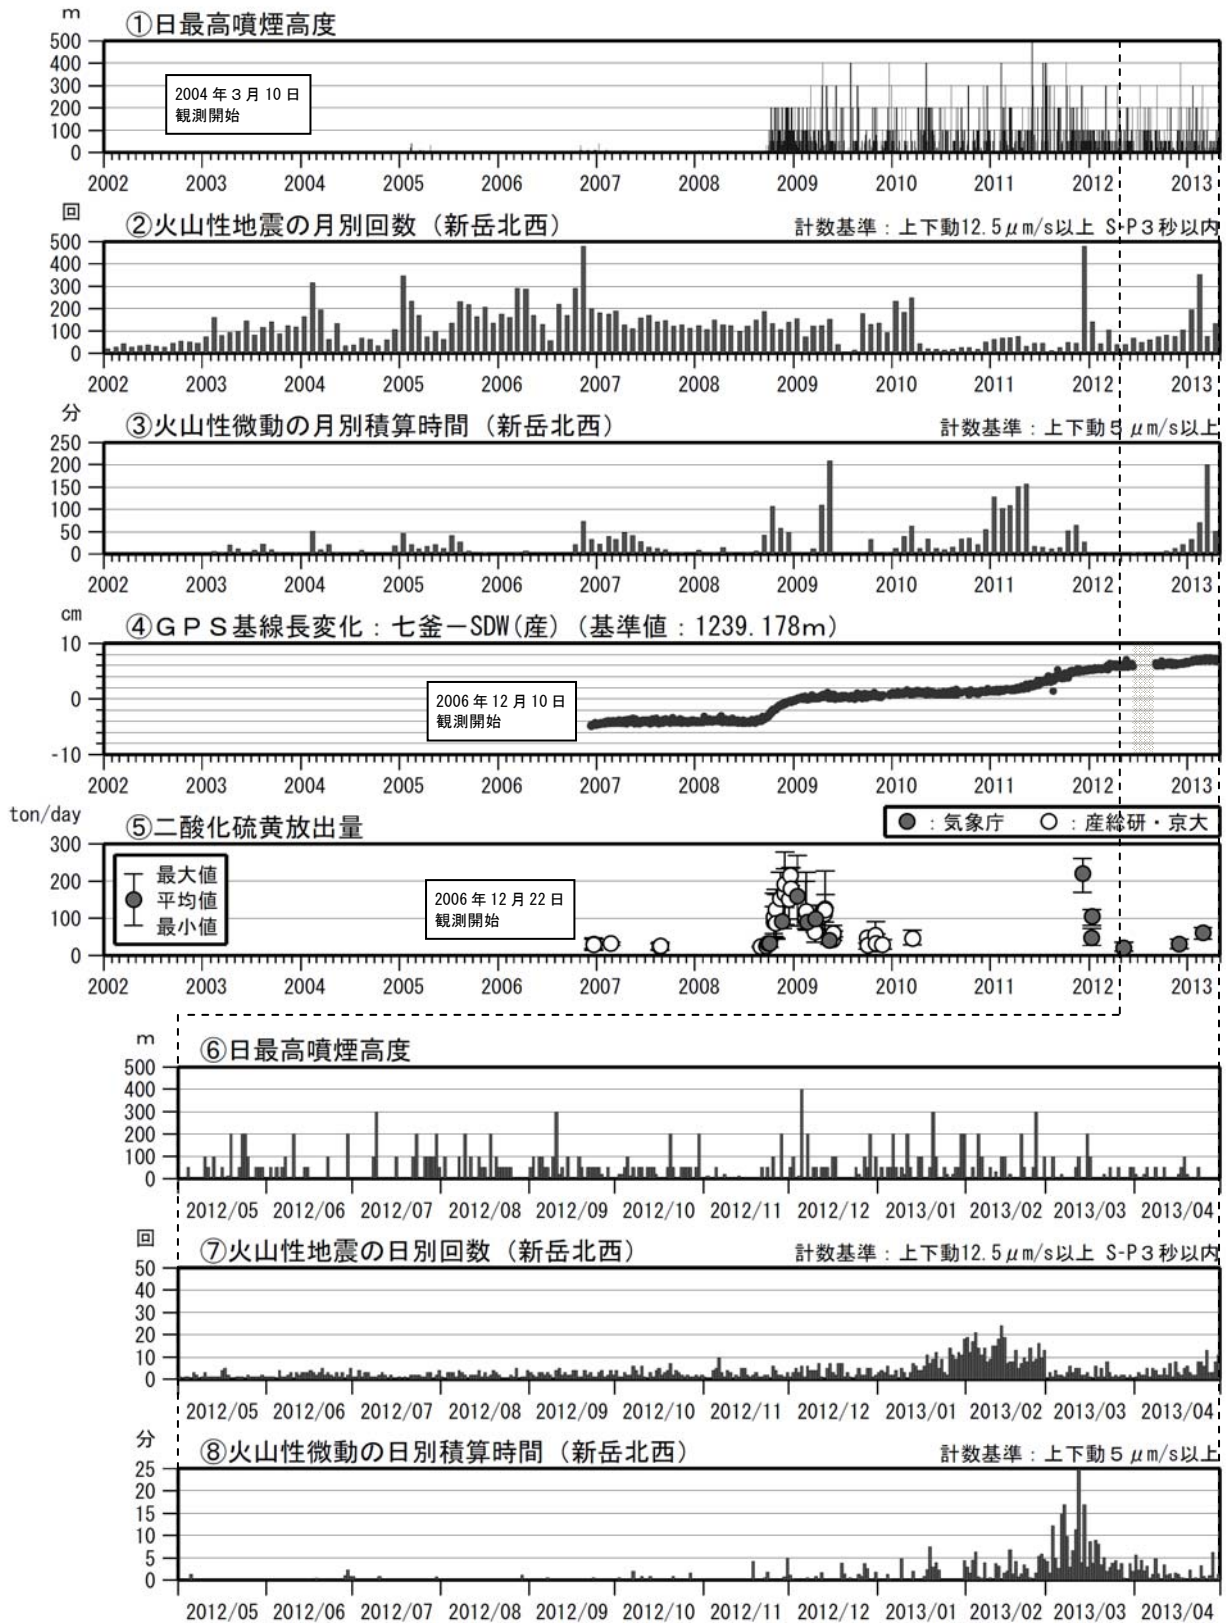 m
①日最高噴煙高度
500
400
300
200
100
0
2004年3月10日
観測開始
2002 2003 2004 2005 2006 2007 2008 2009 2010 2011 2012 2013
回
②火山性地震の月別回数（新岳北西）
計数基準：上下動12.5μm/s以上 S-P3秒以内
500
400
300
200
100
0
2002 2003 2004 2005 2006 2007 2008 2009 2010 2011 2012 2013
分
③火山性微動の月別積算時間（新岳北西）
計数基準：上下動5μm/s以上
250
200
150
100
50
0
2002 2003 2004 2005 2006 2007 2008 2009 2010 2011 2012 2013
cm
④ＧＰＳ基線長変化：七釜－SDW(産)（基準値：1239.178m）
10
0
-10
2006年12月10日
観測開始
2002 2003 2004 2005 2006 2007 2008 2009 2010 2011 2012 2013
ton/day
⑤二酸化硫黄放出量
：気象庁 ：産総研・京大
300
200
100
0
最大値
平均値
最小値
2006年12月22日
観測開始
2002 2003 2004 2005 2006 2007 2008 2009 2010 2011 2012 2013
m
⑥日最高噴煙高度
500
400
300
200
100
0
2012/05 2012/06 2012/07 2012/08 2012/09 2012/10 2012/11 2012/12 2013/01 2013/02 2013/03 2013/04
回
⑦火山性地震の日別回数（新岳北西）
計数基準：上下動12.5μm/s以上 S-P3秒以内
50
40
30
20
10
0
2012/05 2012/06 2012/07 2012/08 2012/09 2012/10 2012/11 2012/12 2013/01 2013/02 2013/03 2013/04
分
⑧火山性微動の日別積算時間（新岳北西）
計数基準：上下動5μm/s以上
25
20
15
10
5
0
2012/05 2012/06 2012/07 2012/08 2012/09 2012/10 2012/11 2012/12 2013/01 2013/02 2013/03 2013/04